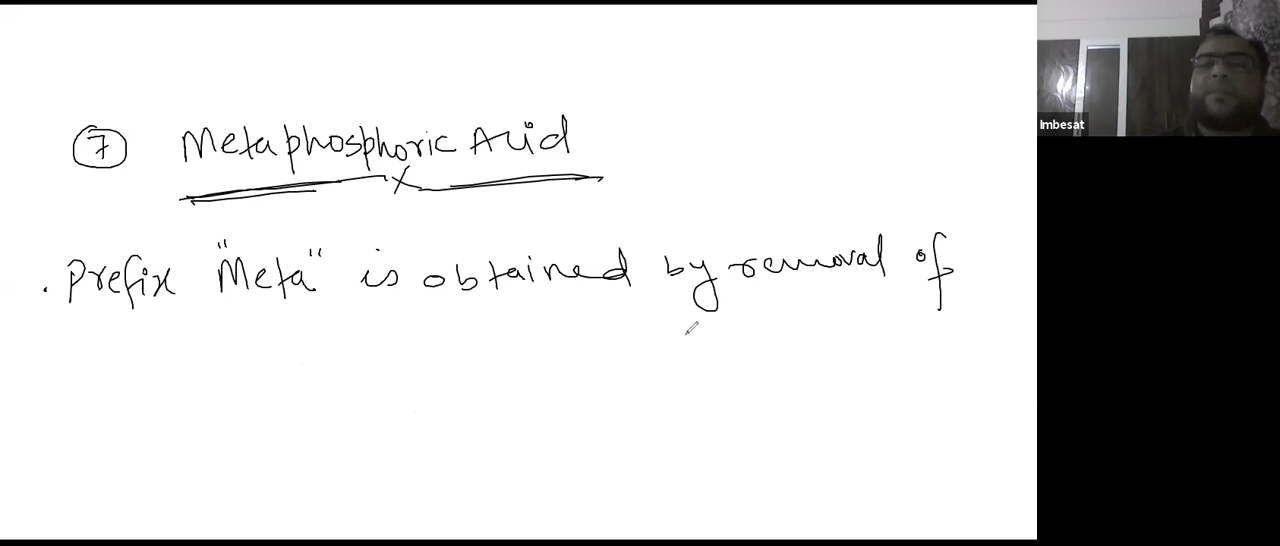 7 Metaphosphoric Acid
. Prefix "Meta" is obtained by removal of
Imbesat